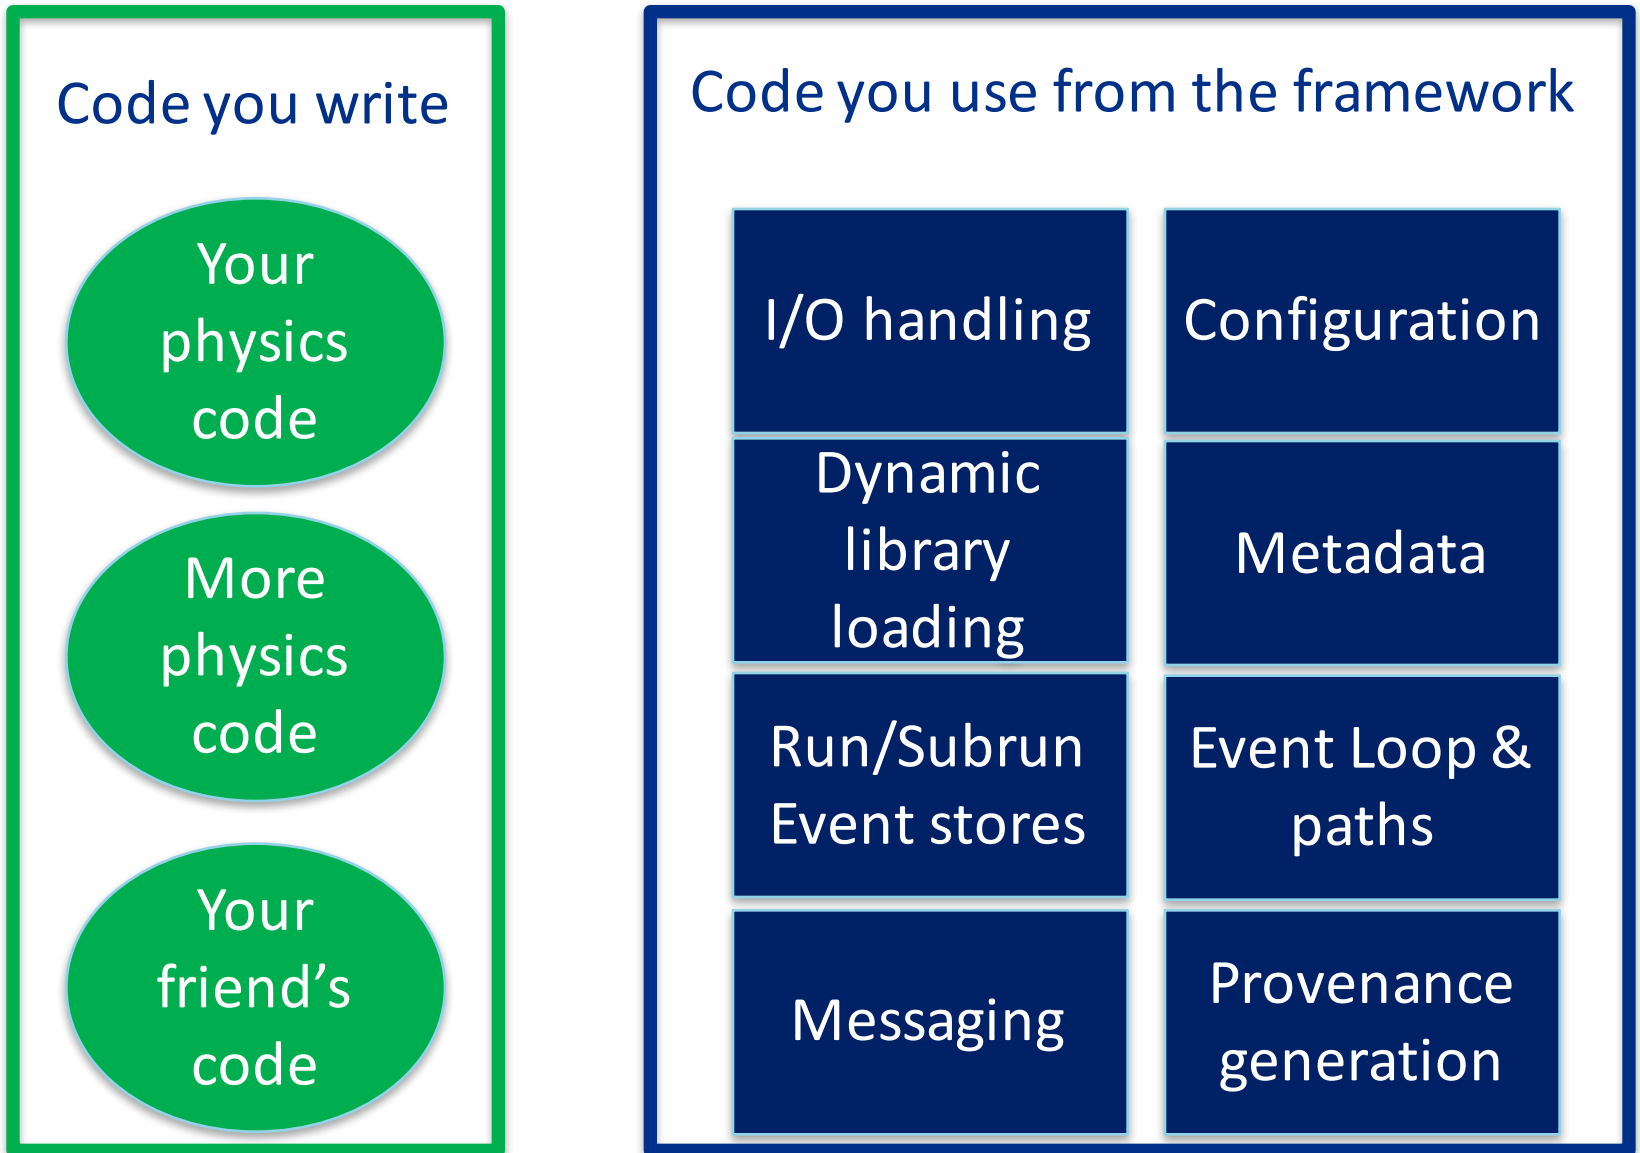 Code you write
Your
physics
code
More
physics
code
Your
friend’s
code
Code you use from the framework
I/O handling
Configuration
Dynamic
library
loading
Metadata
Run/Subrun
Event stores
Event Loop &
paths
Messaging
Provenance
generation